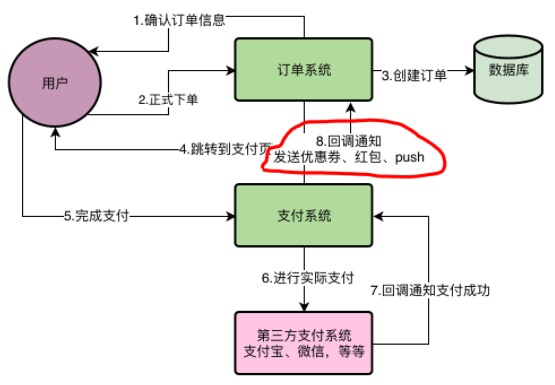 1.确认订单信息
用户
订单系统
3.创建订单
数据库
2.正式下单
8.回调通知
4.跳转到支付页
发送优惠券、红包、push
5.完成支付
支付系统
6.进行实际支付
7.回调通知支付成功
第三方支付系统
支付宝、微信，等等